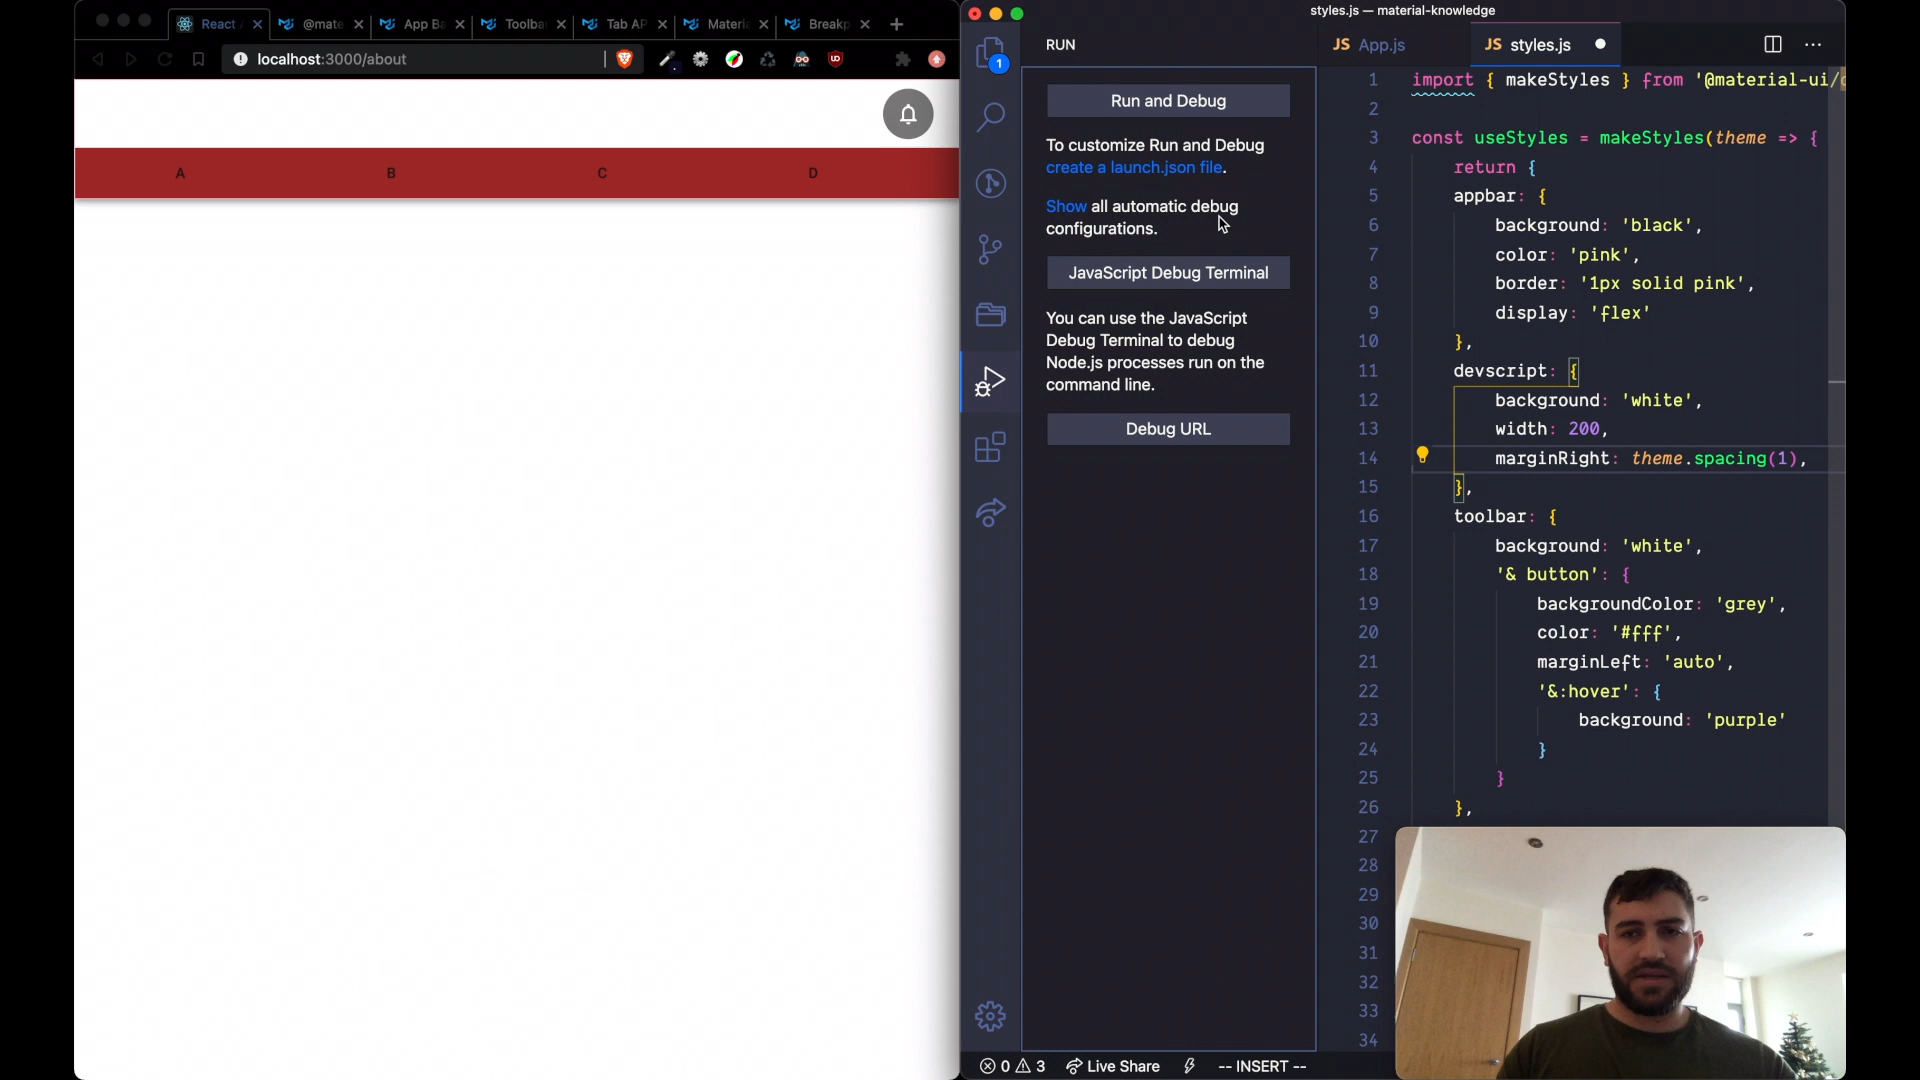 React A
@mate
App Ba
Toolba
Tab AP
Materia
Breakp
localhost:3000/about
A B C D
styles.js — material-knowledge
RUN
JS App.js
JS styles.js
1
Run and Debug
To customize Run and Debug
create a launch.json file.
Show all automatic debug
configurations.
JavaScript Debug Terminal
You can use the JavaScript
Debug Terminal to debug
Node.js processes run on the
command line.
Debug URL
1 import { makeStyles } from '@material-ui/
2
3 const useStyles = makeStyles(theme => {
4 return {
5 appbar: {
6 background: 'black',
7 color: 'pink',
8 border: '1px solid pink',
9 display: 'flex'
10 },
11 devscript: {
12 background: 'white',
13 width: 200,
14 marginRight: theme.spacing(1),
15 },
16 toolbar: {
17 background: 'white',
18 '& button': {
19 backgroundColor: 'grey',
20 color: '#fff',
21 marginLeft: 'auto',
22 '&:hover': {
23 background: 'purple'
24 }
25 }
26 },
27
28
29
30
31
32
33
34
0 3 Live Share -- INSERT --